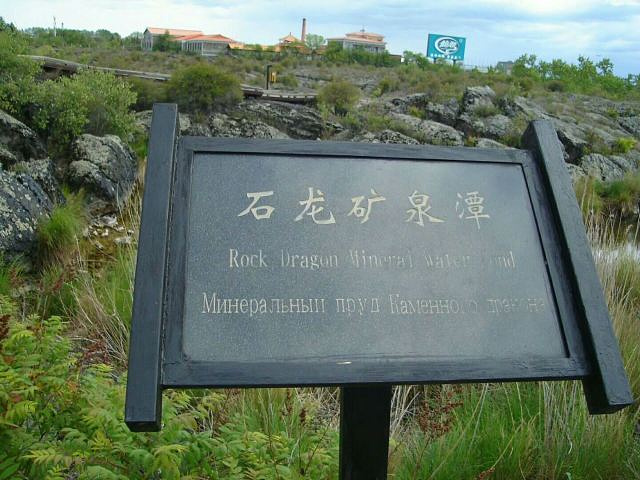 石龙矿泉潭
Rock Dragon Mineral Water Pond
Минеральный пруд Каменного дракона